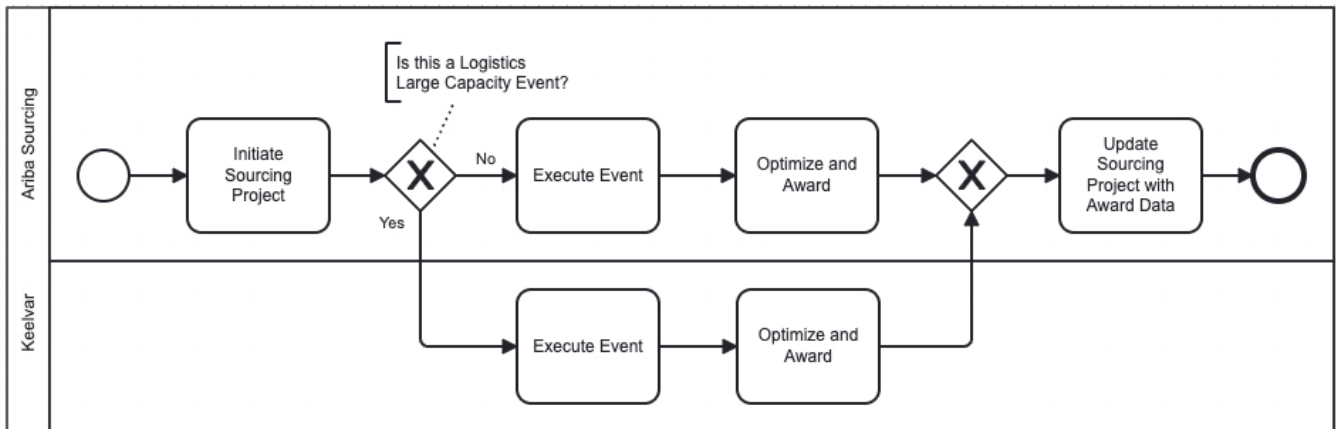 Ariba Sourcing
Is this a Logistics
Large Capacity Event?
Initiate
Sourcing
Project
X
No
Yes
Execute Event
Optimize and
Award
X
Update
Sourcing
Project with
Award Data
Keelvar
Execute Event
Optimize and
Award